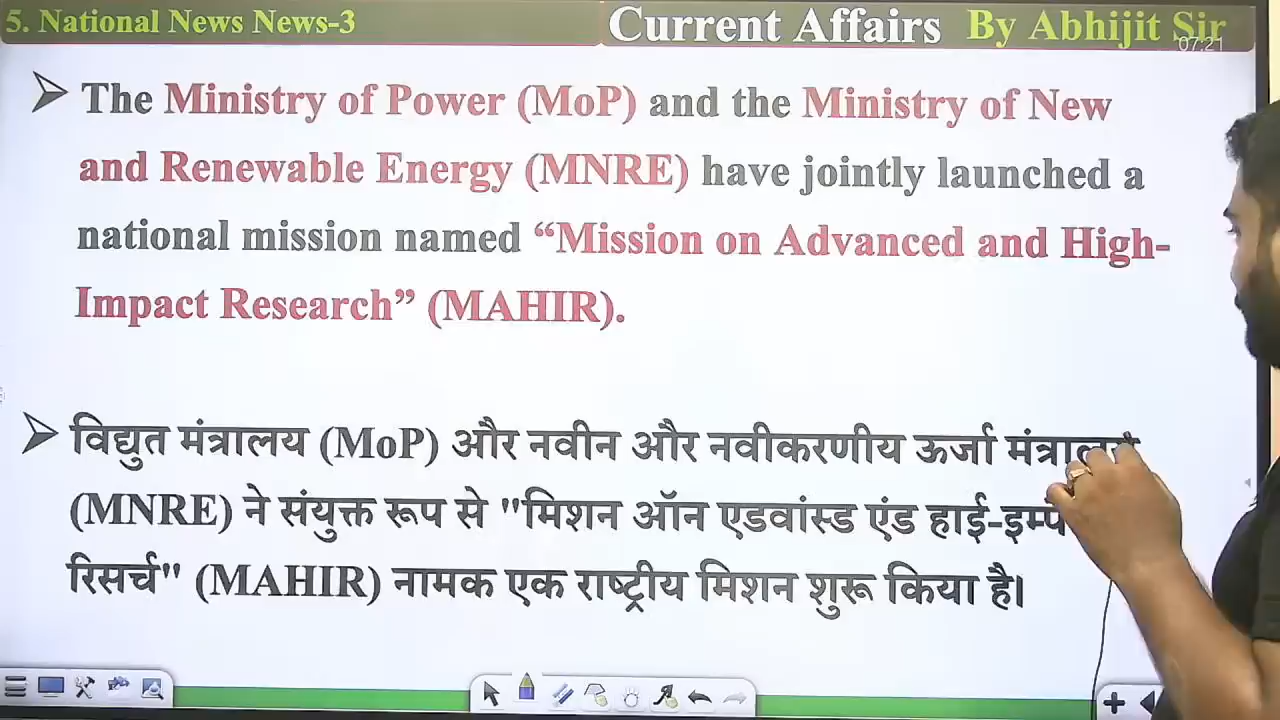 5. National News News-3
Current Affairs By Abhijit Sir
07:21
The Ministry of Power (MoP) and the Ministry of New
and Renewable Energy (MNRE) have jointly launched a
national mission named “Mission on Advanced and High-
Impact Research” (MAHIR).
विद्युत मंत्रालय (MoP) और नवीन और नवीकरणीय ऊर्जा
(MNRE) ने संयुक्त रूप से "मिशन ऑन एडवांस्ड एंड हाई-
रिसर्च" (MAHIR) नामक एक राष्ट्रीय मिशन शुरू किया है।